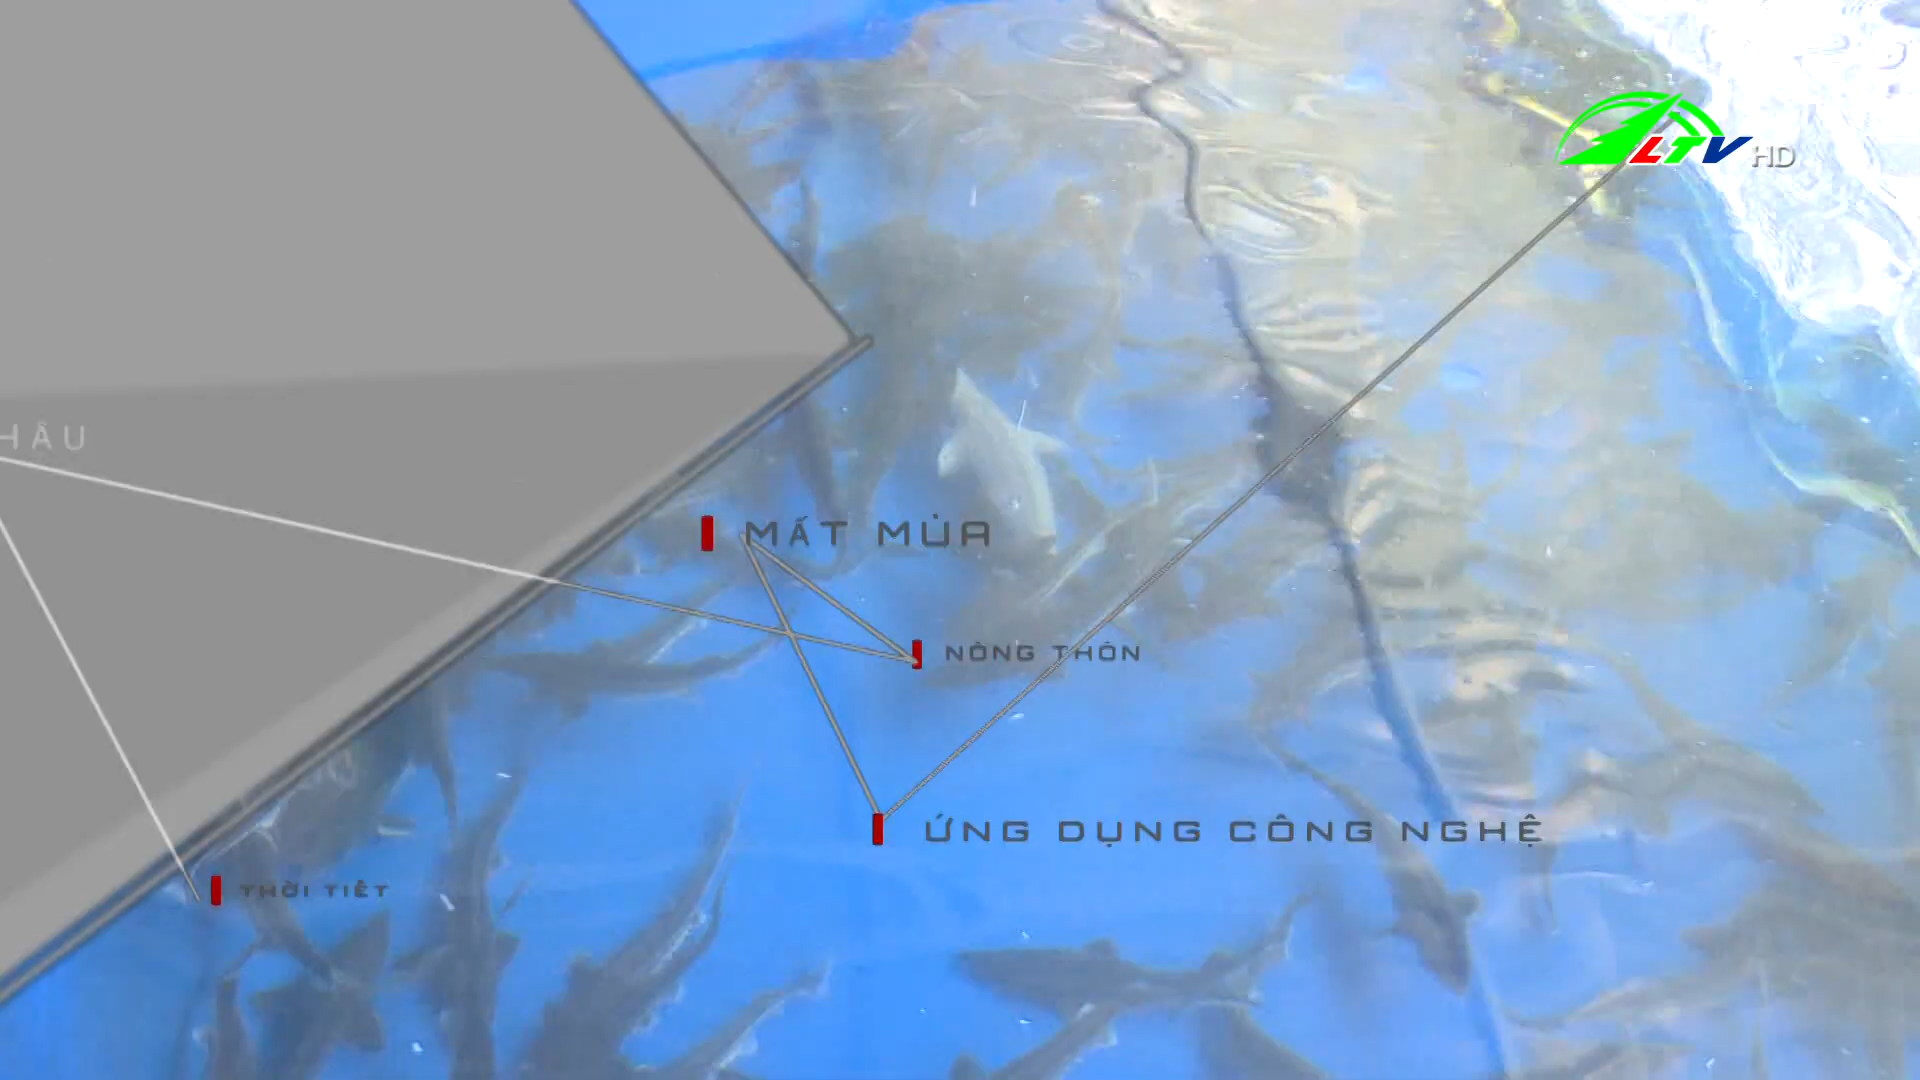 LTV HD
HẬU
MẤT MÙA
NÔNG THÔN
ỨNG DỤNG CÔNG NGHỆ
THỜI TIẾT